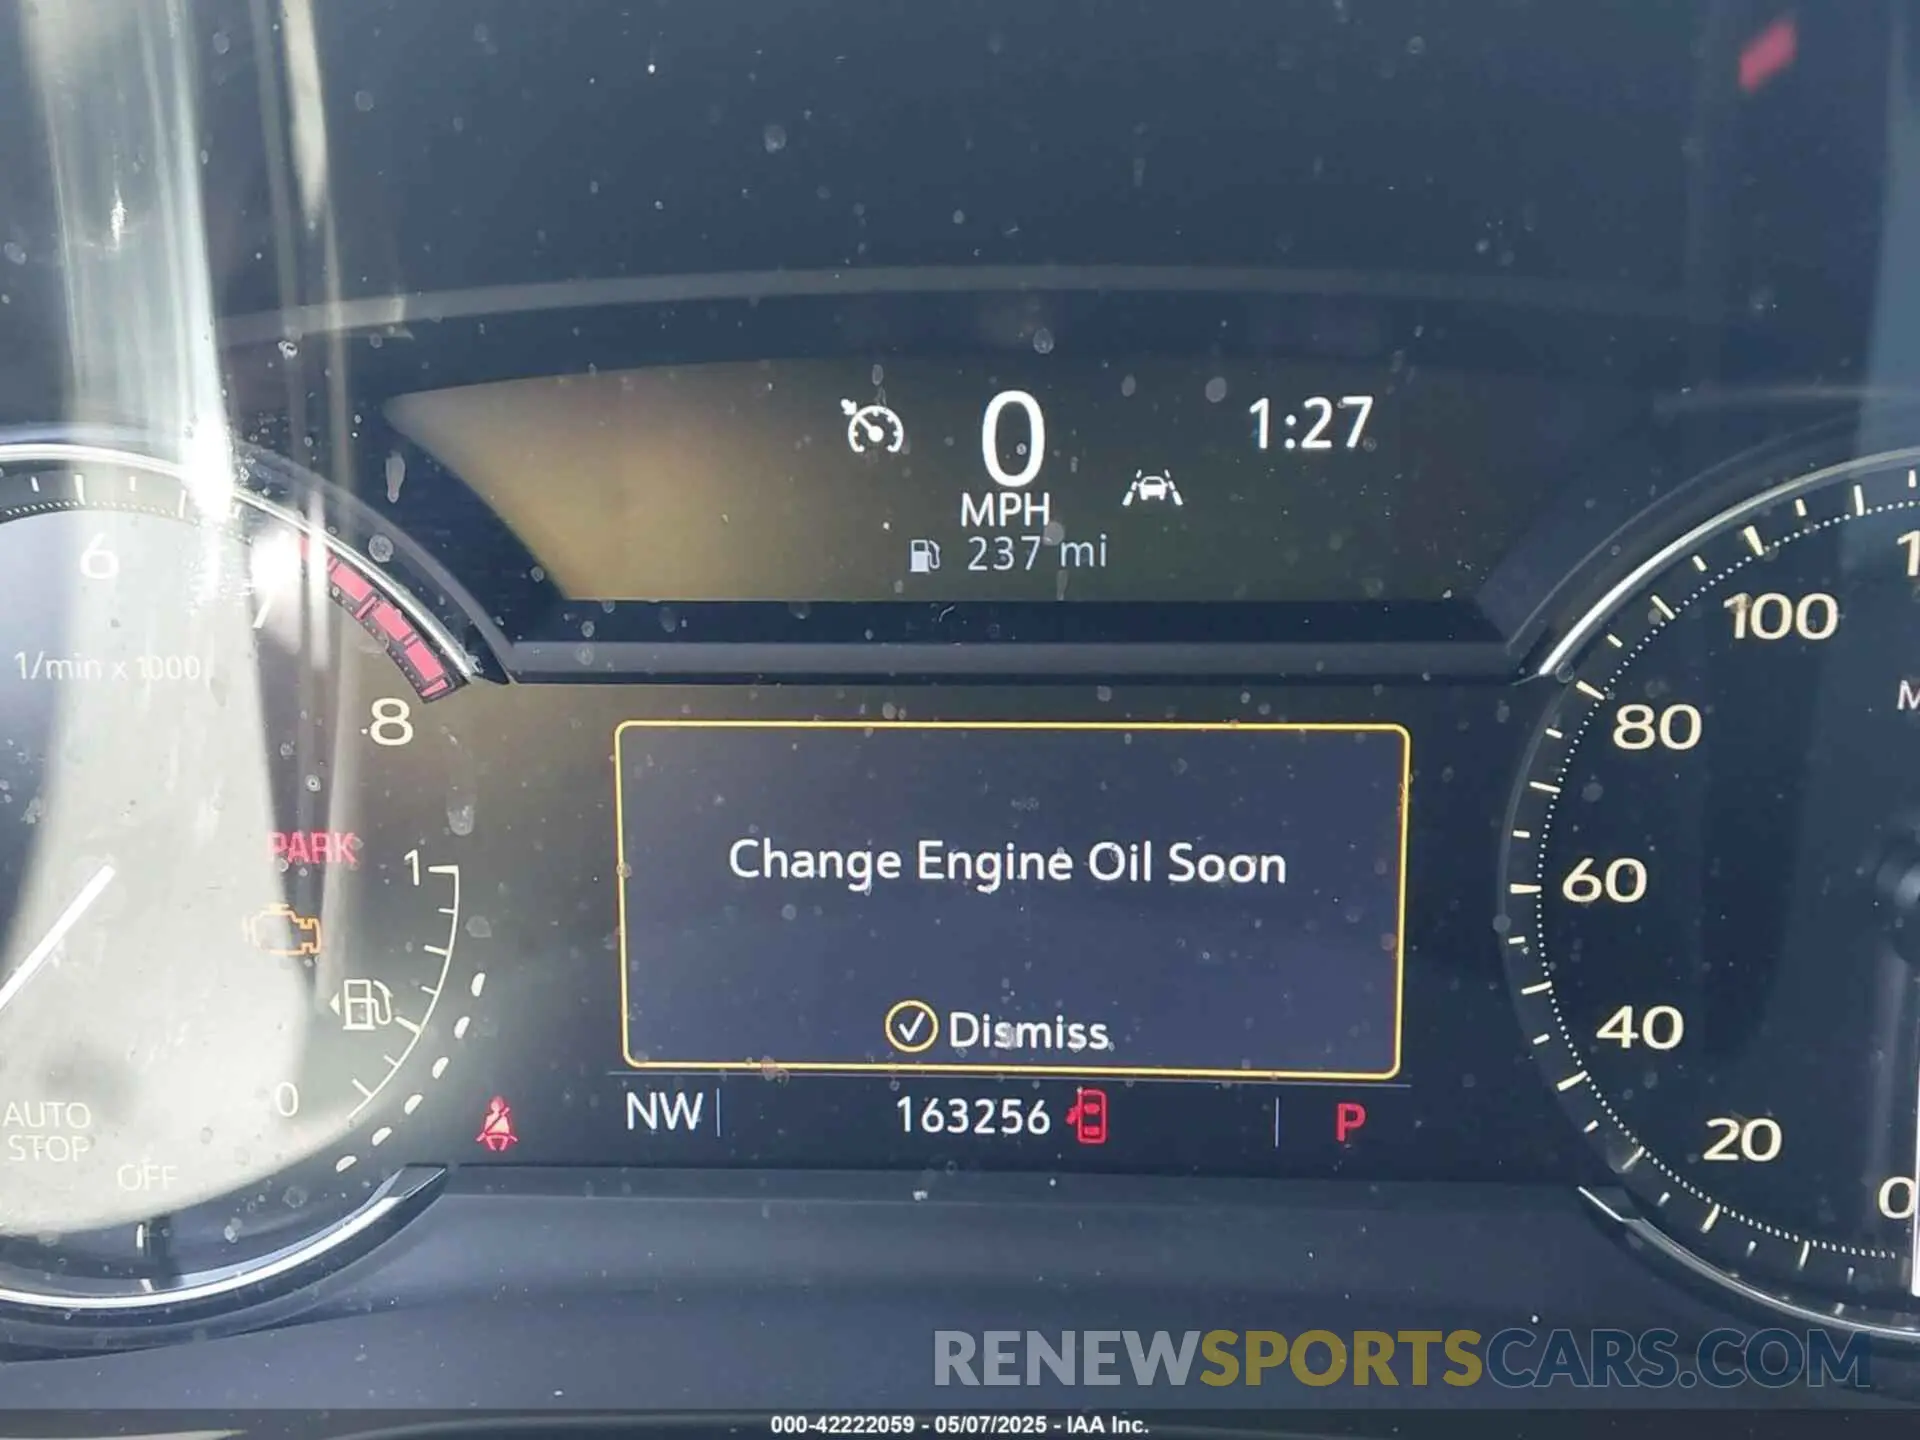 0
1:27
MPH
237 mi
6
7
1/min x 1000
8
100
80
60
40
20
0
PARK
1
0
AUTO
STOP
OFF
Change Engine Oil Soon
Dismiss
NW
163256
P
RENEWSPORTSCARS.COM
000-42222059 - 05/07/2025 - IAA Inc.